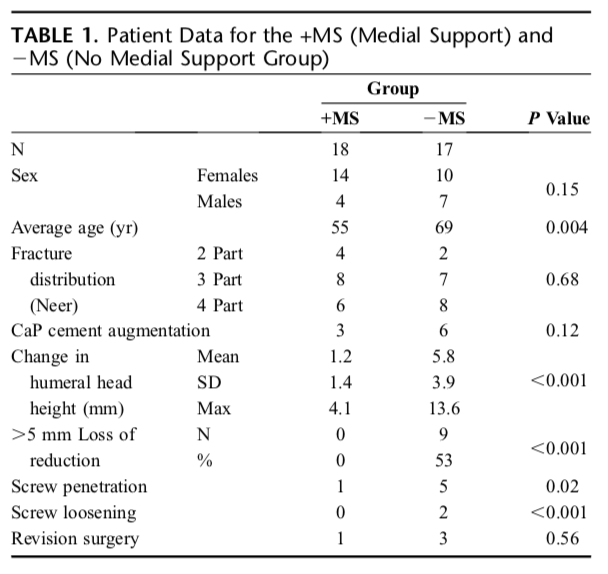 TABLE 1. Patient Data for the +MS (Medial Support) and
−MS (No Medial Support Group)
Group
+MS −MS P Value
N 18 17
Sex Females 14 10
0.15
Males 4 7
Average age (yr) 55 69 0.004
Fracture 2 Part 4 2
distribution 3 Part 8 7 0.68
(Neer) 4 Part 6 8
CaP cement augmentation 3 6 0.12
Change in Mean 1.2 5.8
humeral head SD 1.4 3.9 <0.001
height (mm) Max 4.1 13.6
>5 mm Loss of N 0 9
<0.001
reduction % 0 53
Screw penetration 1 5 0.02
Screw loosening 0 2 <0.001
Revision surgery 1 3 0.56